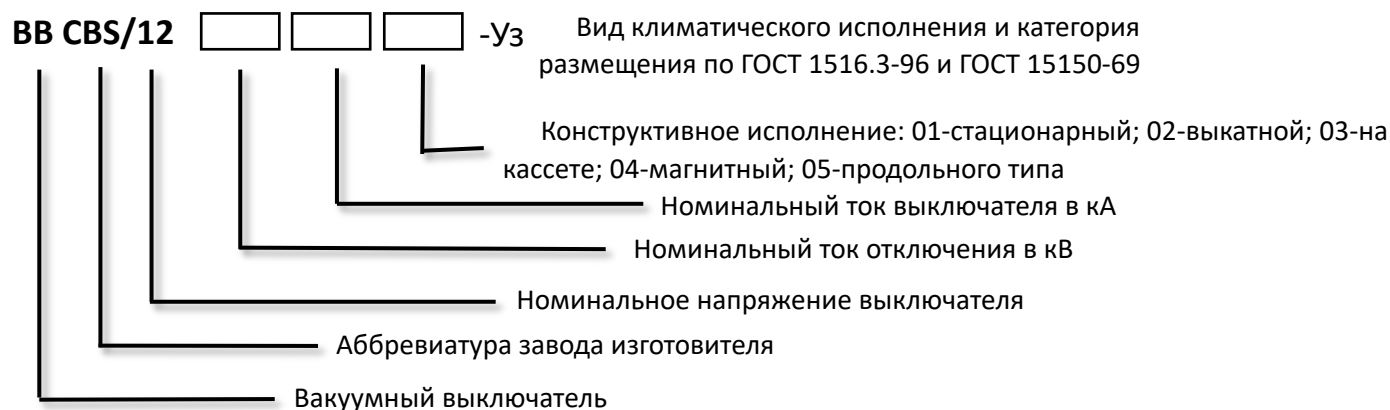 ВВ CBS/12 -Уз Вид климатического исполнения и категория
размещения по ГОСТ 1516.3-96 и ГОСТ 15150-69
Конструктивное исполнение: 01-стационарный; 02-выкатной; 03-на
кассете; 04-магнитный; 05-продольного типа
Номинальный ток выключателя в кА
Номинальный ток отключения в кВ
Номинальное напряжение выключателя
Аббревиатура завода изготовителя
Вакуумный выключатель